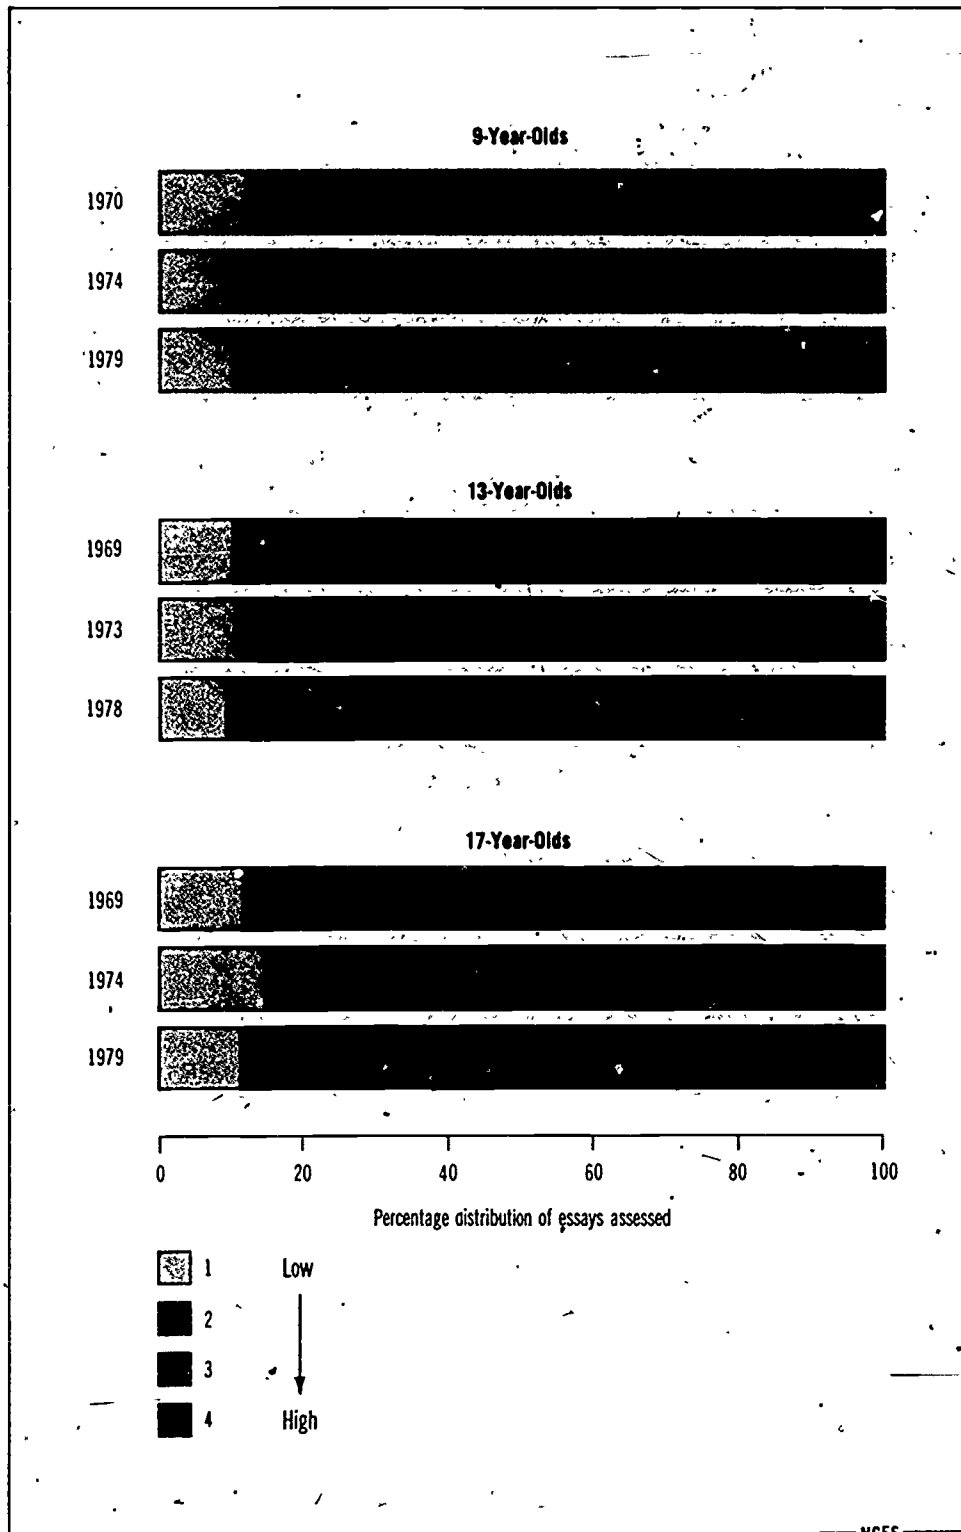 9-Year-Olds
1970
1974
1979
13-Year-Olds
1969
1973
1978
17-Year-Olds
1969
1974
1979
0 20 40 60 80 100
Percentage distribution of essays assessed
1 Low
2
3
4 High
NCES